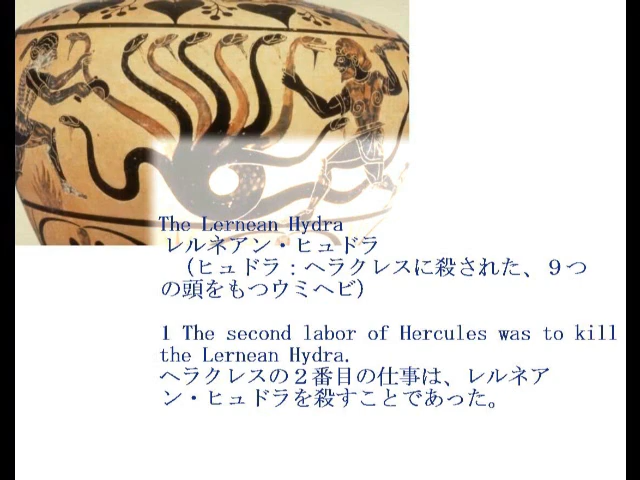 The Lernean Hydra
レルネアン・ヒュドラ
（ヒュドラ：ヘラクレスに殺された、９つ
の頭をもつウミヘビ）
1 The second labor of Hercules was to kill
the Lernean Hydra.
ヘラクレスの２番目の仕事は、レルネア
ン・ヒュドラを殺すことであった。